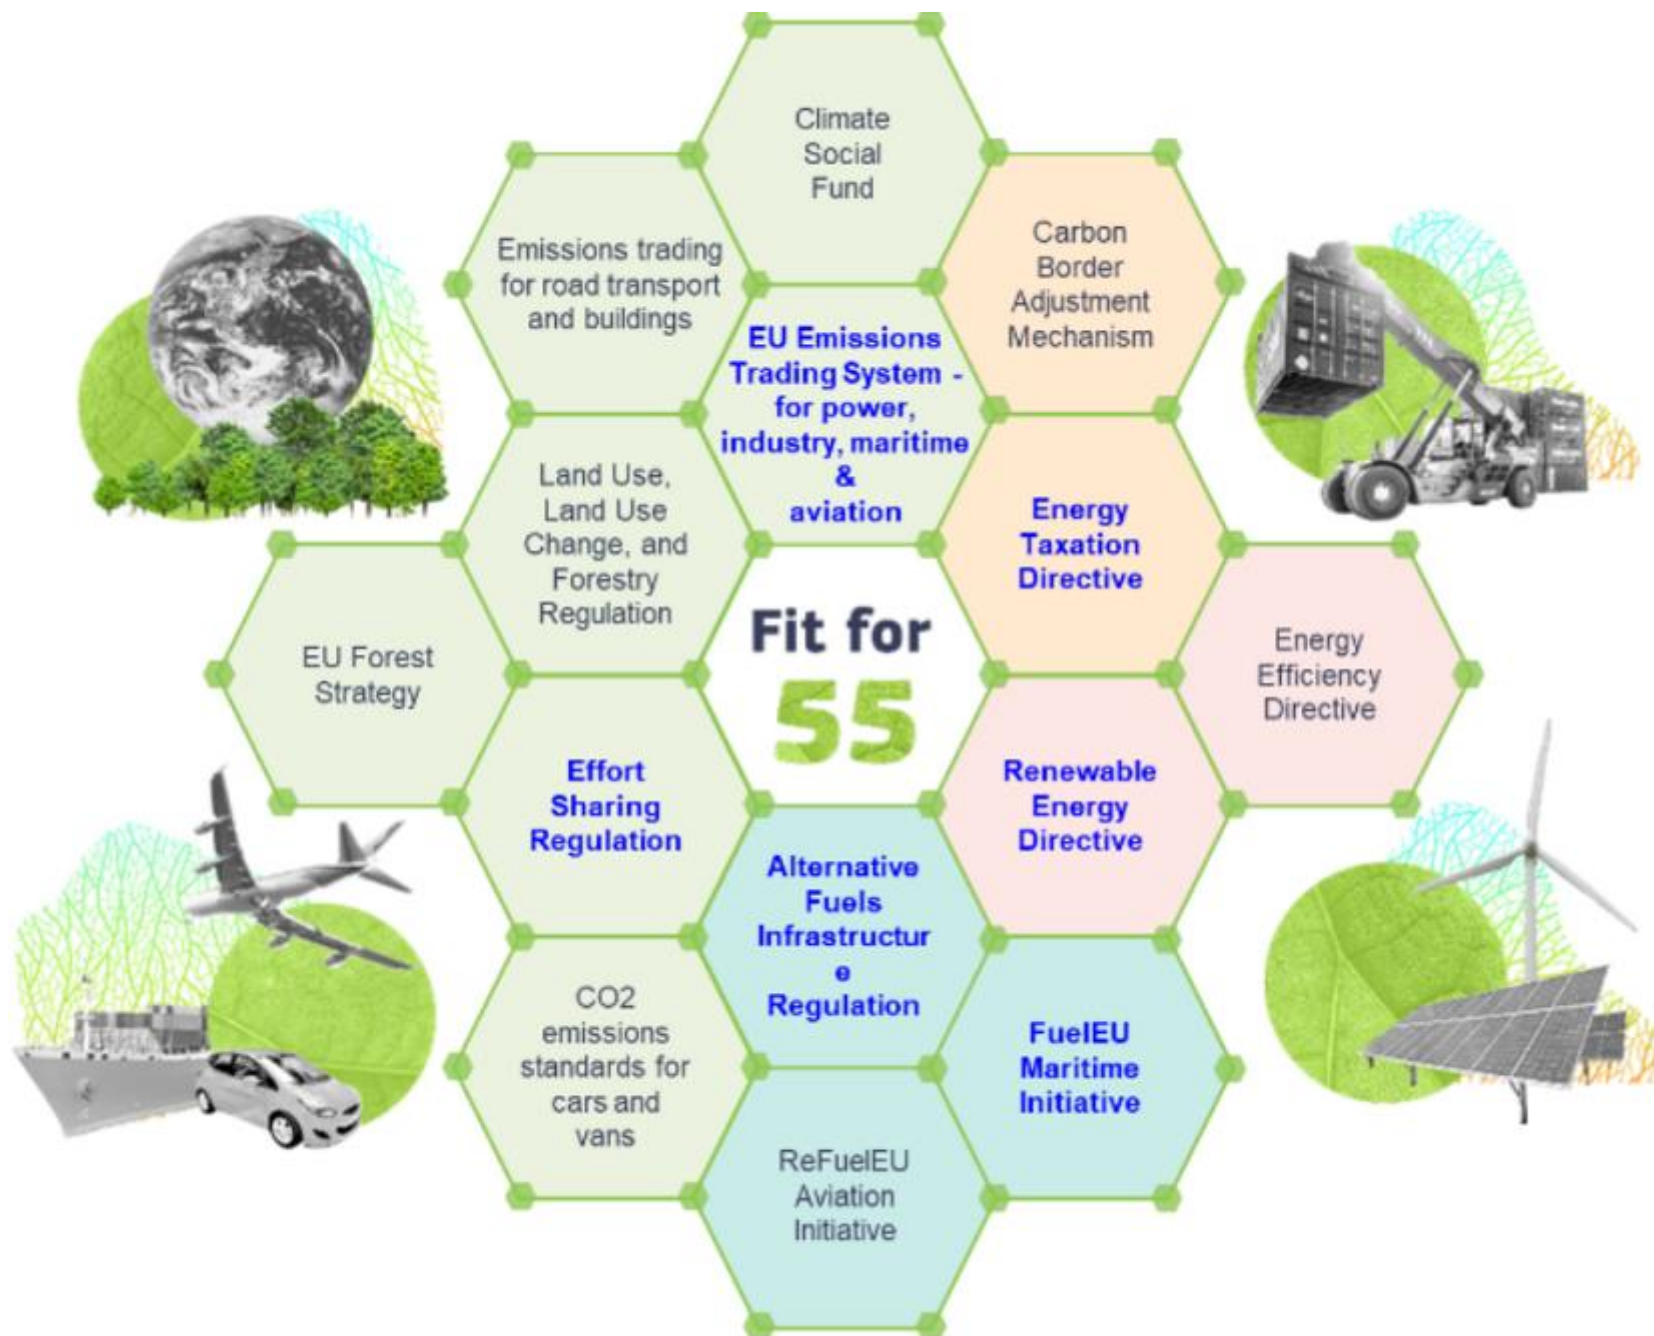 Climate
Social
Fund
Emissions trading
for road transport
and buildings
Carbon
Border
Adjustment
Mechanism
EU Emissions
Trading System -
for power,
industry, maritime
&
aviation
Land Use,
Land Use
Change, and
Forestry
Regulation
Energy
Taxation
Directive
EU Forest
Strategy
Fit for
55
Energy
Efficiency
Directive
Effort
Sharing
Regulation
Renewable
Energy
Directive
Alternative
Fuels
Infrastructur
e
Regulation
CO2
emissions
standards for
cars and
vans
FuelEU
Maritime
Initiative
ReFuelEU
Aviation
Initiative